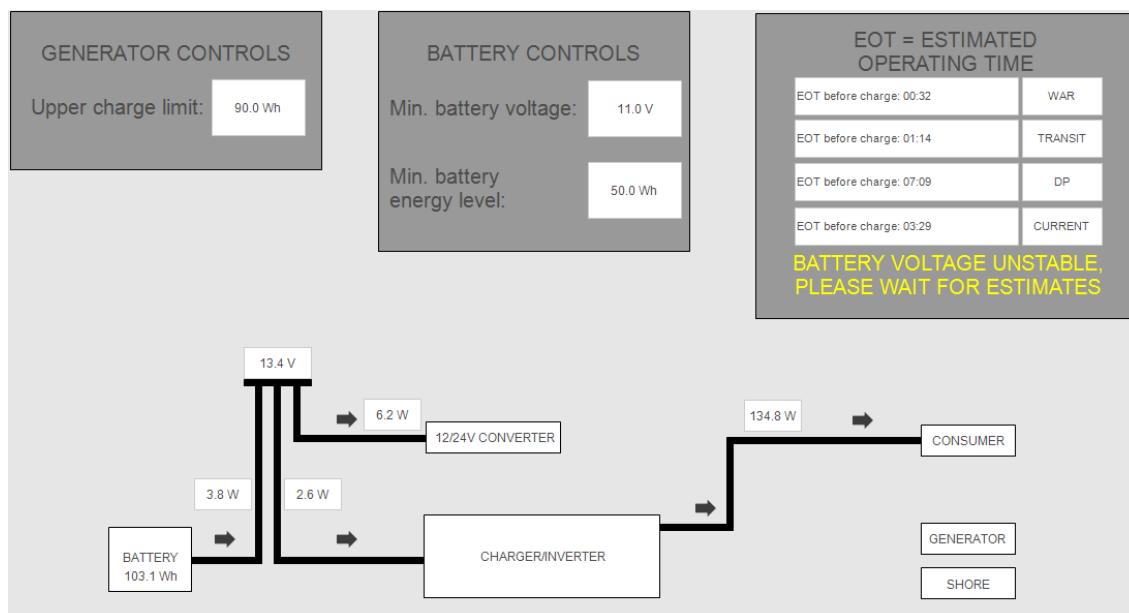 GENERATOR CONTROLS
Upper charge limit:
90.0 Wh
BATTERY CONTROLS
Min. battery voltage:
11.0 V
Min. battery
energy level:
50.0 Wh
EOT = ESTIMATED
OPERATING TIME
EOT before charge: 00:32
WAR
EOT before charge: 01:14
TRANSIT
EOT before charge: 07:09
DP
EOT before charge: 03:29
CURRENT
BATTERY VOLTAGE UNSTABLE,
PLEASE WAIT FOR ESTIMATES
13.4 V
6.2 W
12/24V CONVERTER
134.8 W
CONSUMER
3.8 W
2.6 W
BATTERY
103.1 Wh
CHARGER/INVERTER
GENERATOR
SHORE